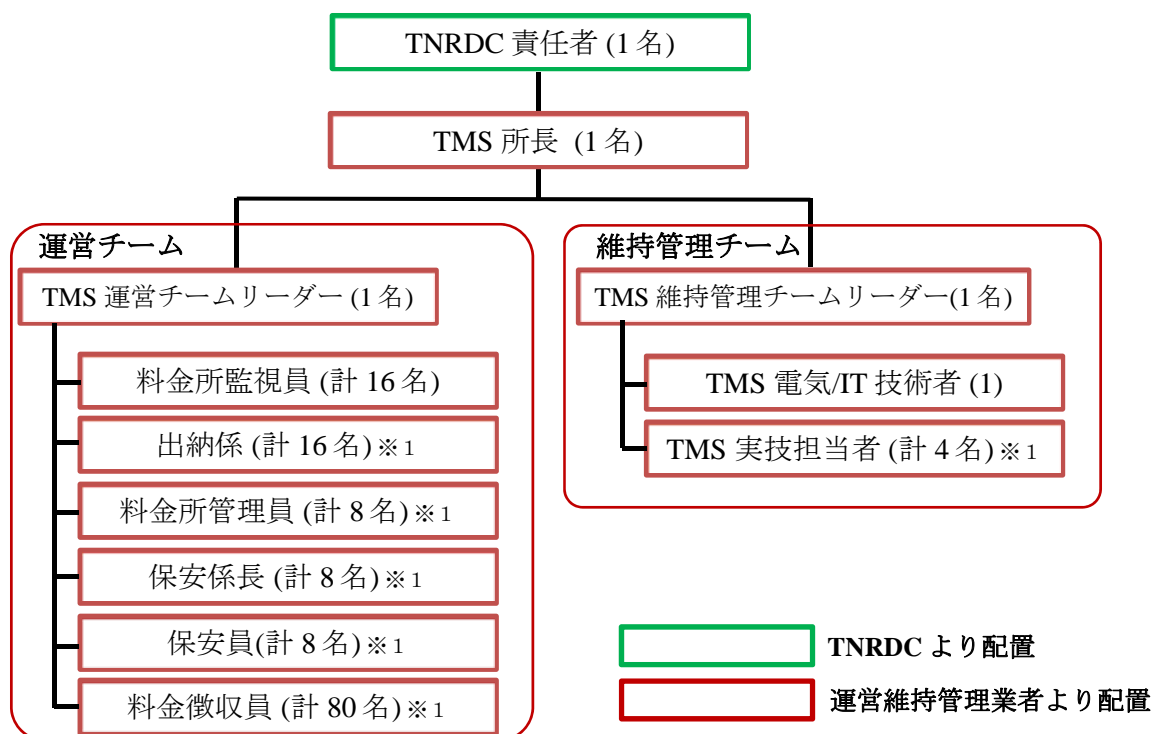 TNRDC 責任者 (1 名)
TMS 所長 (1 名)
運営チーム
TMS 運営チームリーダー (1 名)
料金所監視員 (計 16 名)
出納係 (計 16 名) ※1
料金所管理員 (計 8 名) ※1
保安係長 (計 8 名) ※1
保安員(計 8 名) ※1
料金徴収員 (計 80 名) ※1
維持管理チーム
TMS 維持管理チームリーダー(1 名)
TMS 電気/IT 技術者 (1)
TMS 実技担当者 (計 4 名) ※1
TNRDC より配置
運営維持管理業者より配置